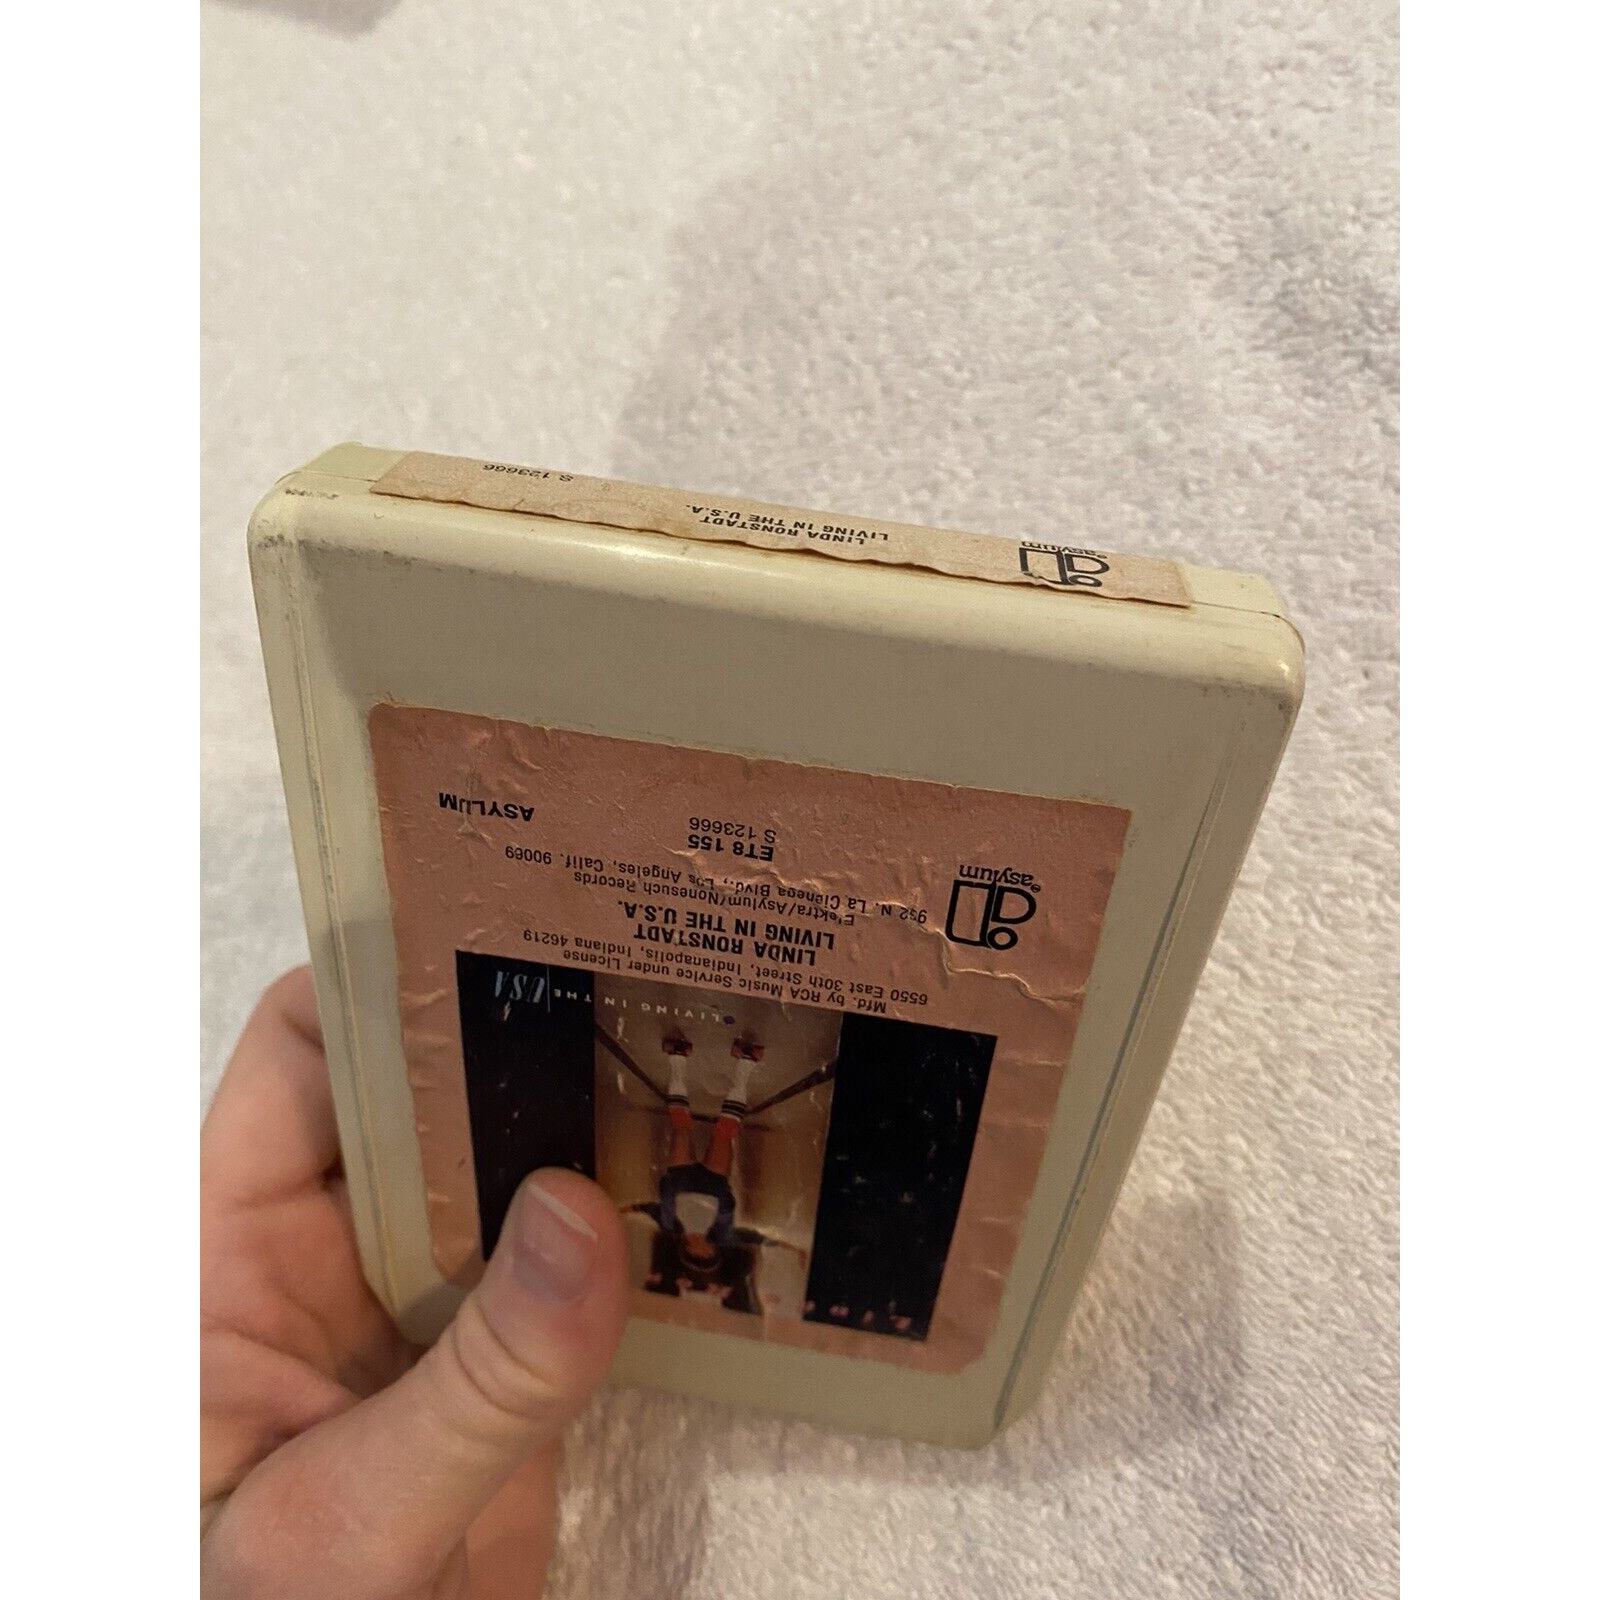 S 123666
LINDA RONSTADT
LIVING IN THE U.S.A.
asylum
LIVING IN THE USA
Mfd. by RCA Music Service under License
6550 East 30th Street, Indianapolis, Indiana 46219
LINDA RONSTADT
LIVING IN THE U.S.A.
Elektra/Asylum/Nonesuch Records
962 N. La Cienega Blvd., Los Angeles, Calif. 90069
ET8 155
S 123666
asylum
ASYLUM